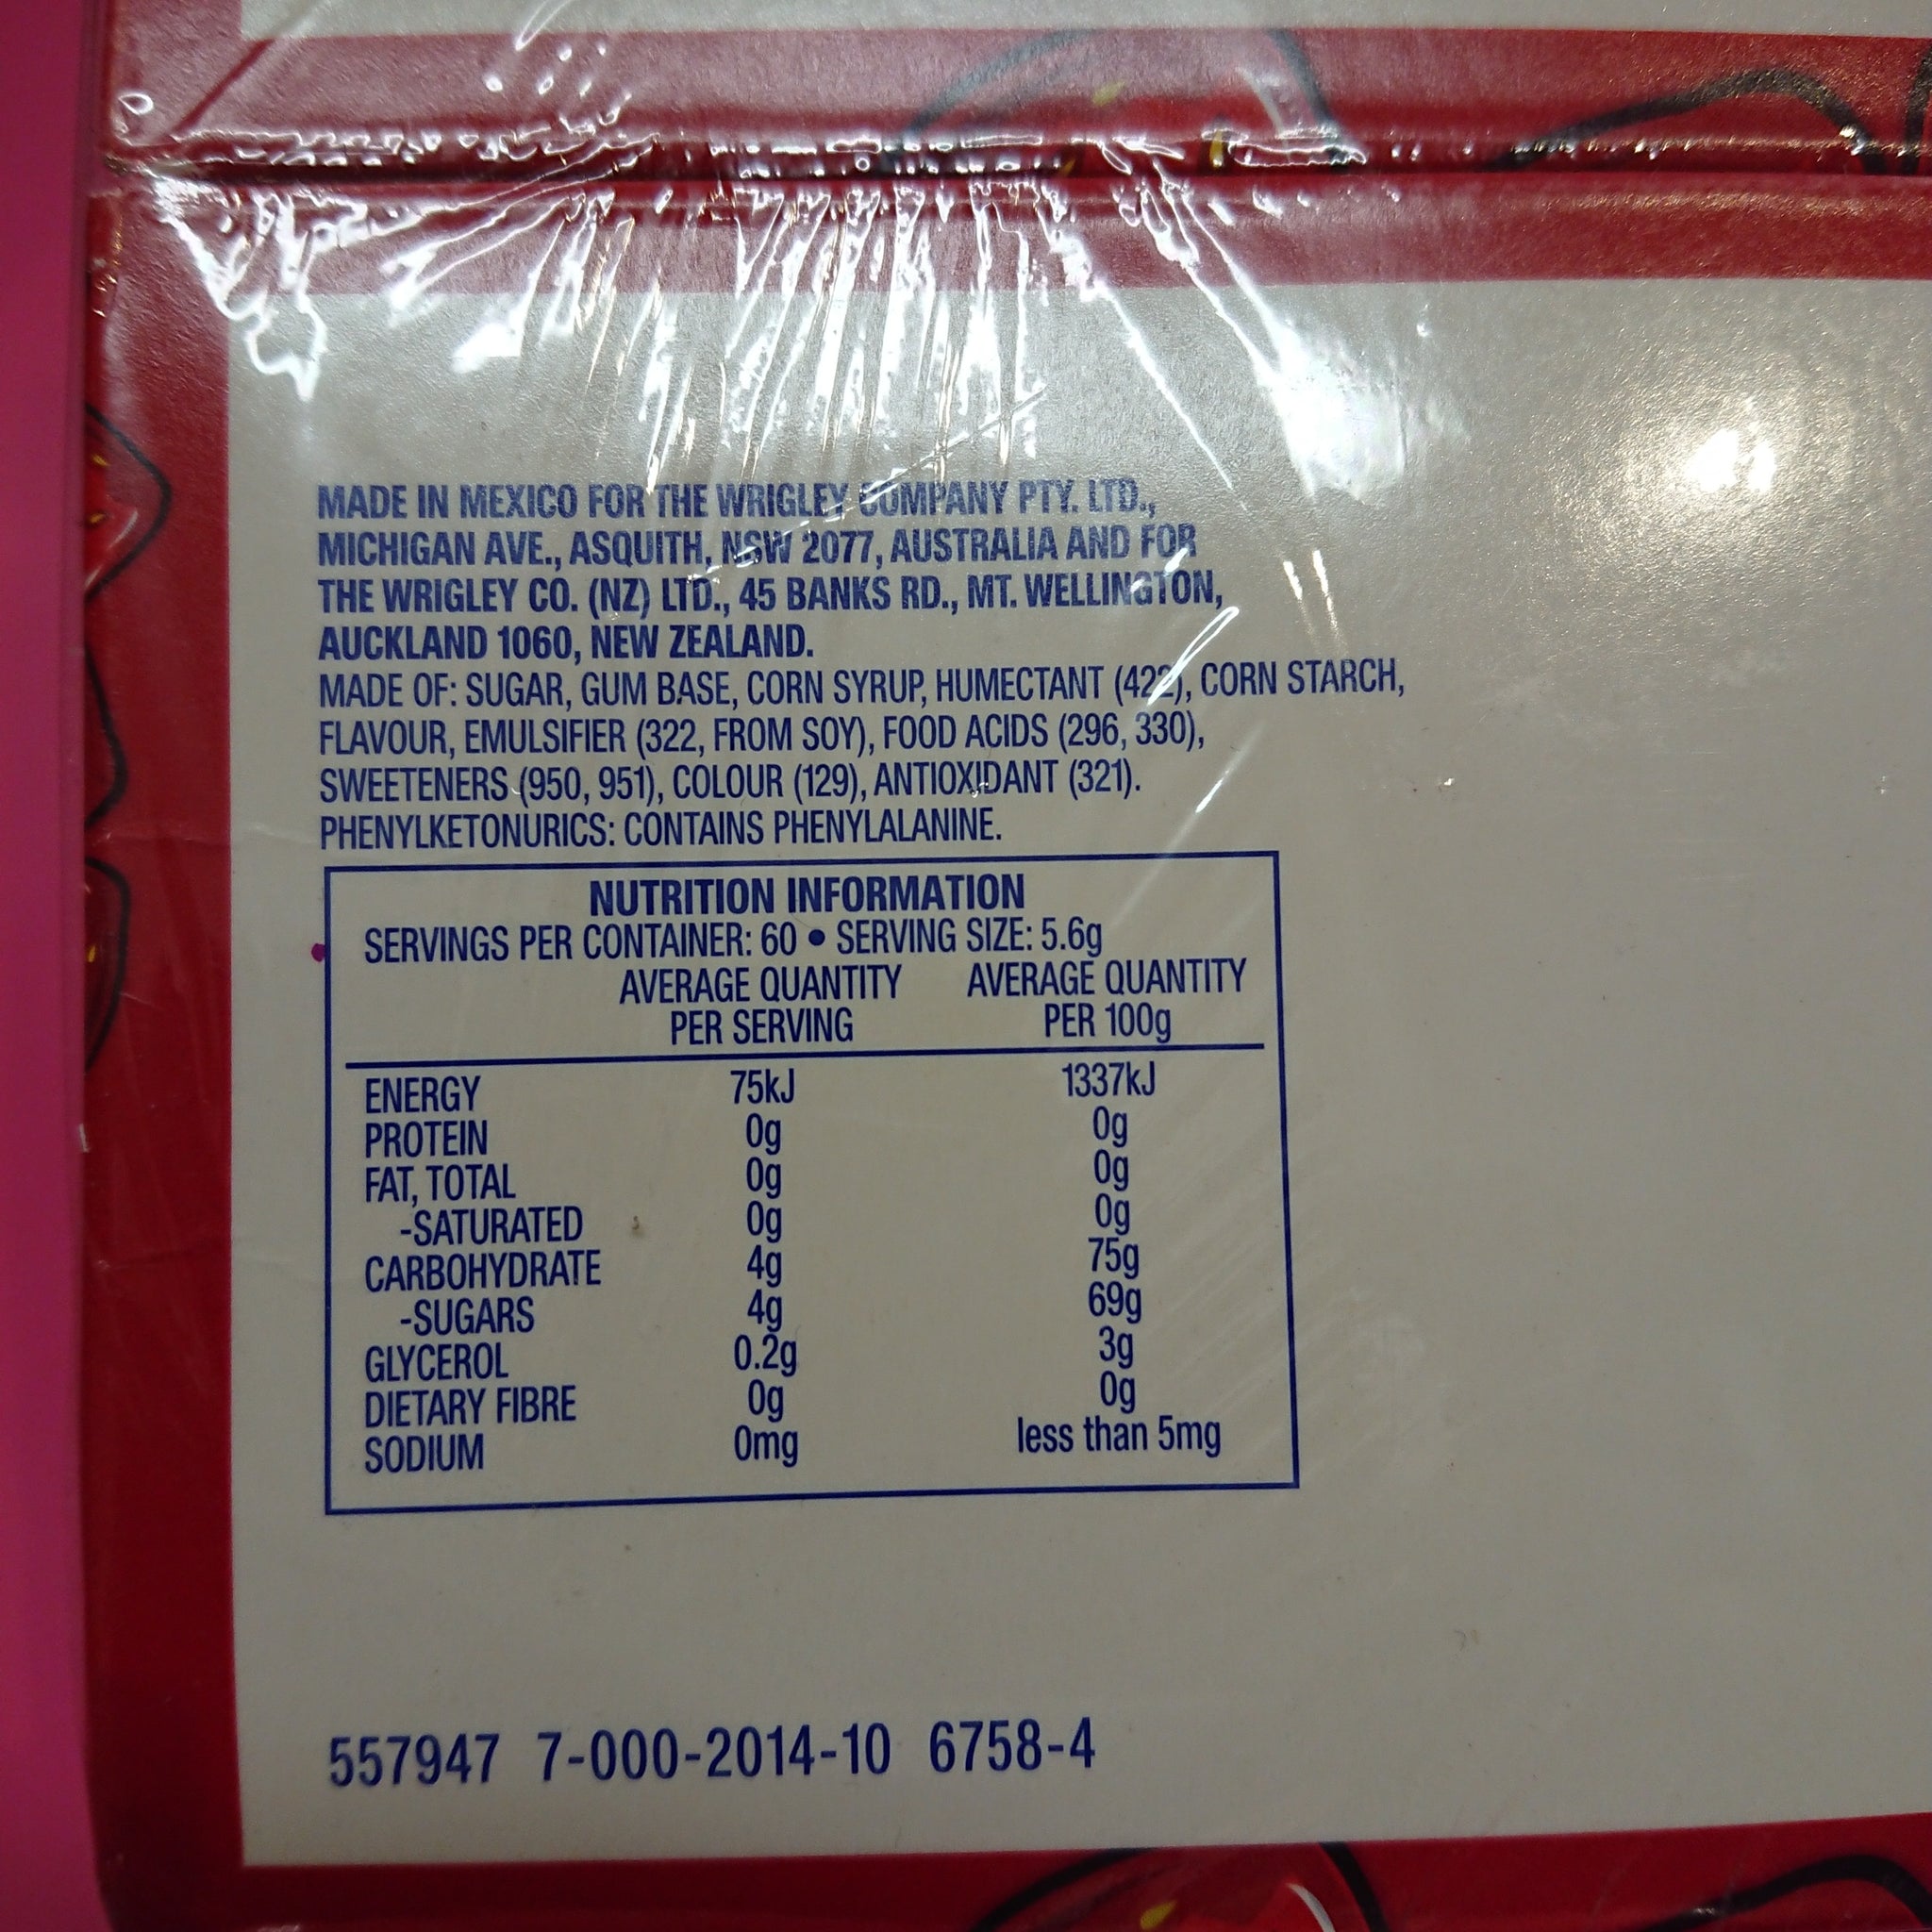 MADE IN MEXICO FOR THE WRIGLEY COMPANY PTY. LTD.,
MICHIGAN AVE., ASQUITH, NSW 2077, AUSTRALIA AND FOR
THE WRIGLEY CO. (NZ) LTD., 45 BANKS RD., MT. WELLINGTON,
AUCKLAND 1060, NEW ZEALAND.
MADE OF: SUGAR, GUM BASE, CORN SYRUP, HUMECTANT (422), CORN STARCH,
FLAVOUR, EMULSIFIER (322, FROM SOY), FOOD ACIDS (296, 330),
SWEETENERS (950, 951), COLOUR (129), ANTIOXIDANT (321).
PHENYLKETONURICS: CONTAINS PHENYLALANINE.
NUTRITION INFORMATION
SERVINGS PER CONTAINER: 60 • SERVING SIZE: 5.6g
AVERAGE QUANTITY AVERAGE QUANTITY
PER SERVING PER 100g
ENERGY 75kJ 1337kJ
PROTEIN 0g 0g
FAT, TOTAL 0g 0g
-SATURATED 0g 0g
CARBOHYDRATE 4g 75g
-SUGARS 4g 69g
GLYCEROL 0.2g 3g
DIETARY FIBRE 0g 0g
SODIUM 0mg less than 5mg
557947 7-000-2014-10 6758-4